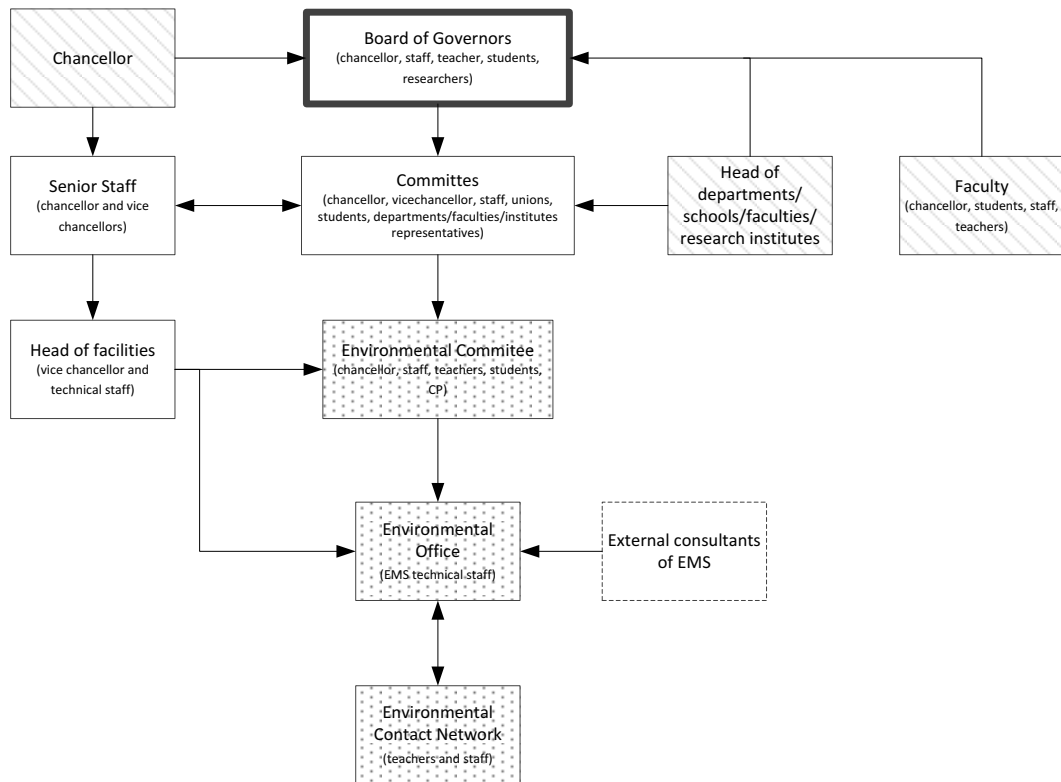 Chancellor
Board of Governors
(chancellor, staff, teacher, students,
researchers)
Senior Staff
(chancellor and vice
chancellors)
Committes
(chancellor, vicechancellor, staff, unions,
students, departments/faculties/institutes
representatives)
Head of
departments/
schools/faculties/
research institutes
Faculty
(chancellor, students, staff,
teachers)
Head of facilities
(vice chancellor and
technical staff)
Environmental Commitee
(chancellor, staff, teachers, students,
CP)
Environmental
Office
(EMS technical staff)
External consultants
of EMS
Environmental
Contact Network
(teachers and staff)